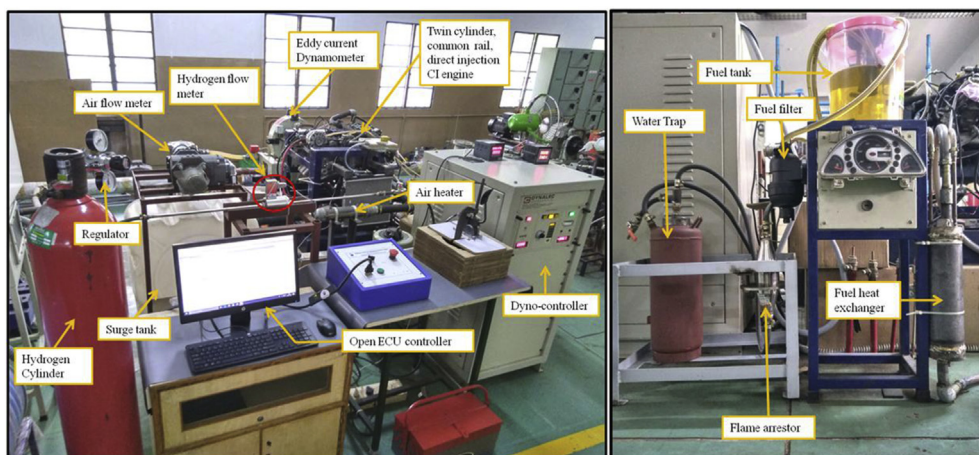 Eddy current
Dynamometer
Twin cylinder,
common rail,
direct injection
CI engine
Hydrogen flow
meter
Air flow meter
Air heater
Regulator
Surge tank
Hydrogen
Cylinder
Open ECU controller
Dyno-controller
Fuel tank
Fuel filter
Water Trap
Fuel heat
exchanger
Flame arrestor